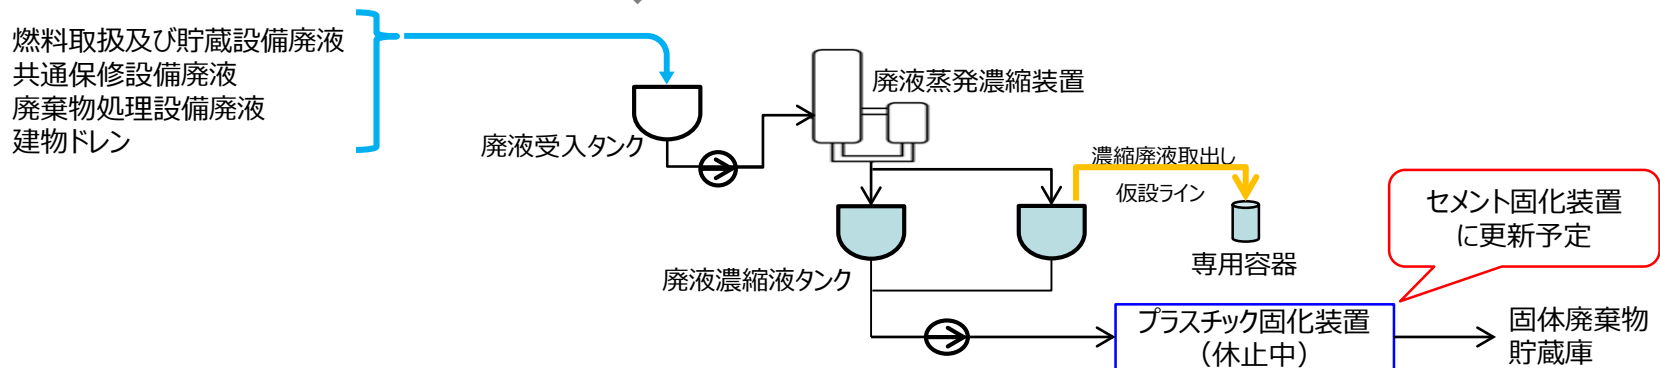 燃料取扱及び貯蔵設備廃液
共通保修設備廃液
廃棄物処理設備廃液
建物ドレン
廃液受入タンク
廃液蒸発濃縮装置
濃縮廃液取出し
仮設ライン
専用容器
セメント固化装置
に更新予定
廃液濃縮液タンク
プラスチック固化装置
（休止中）
固体廃棄物
貯蔵庫